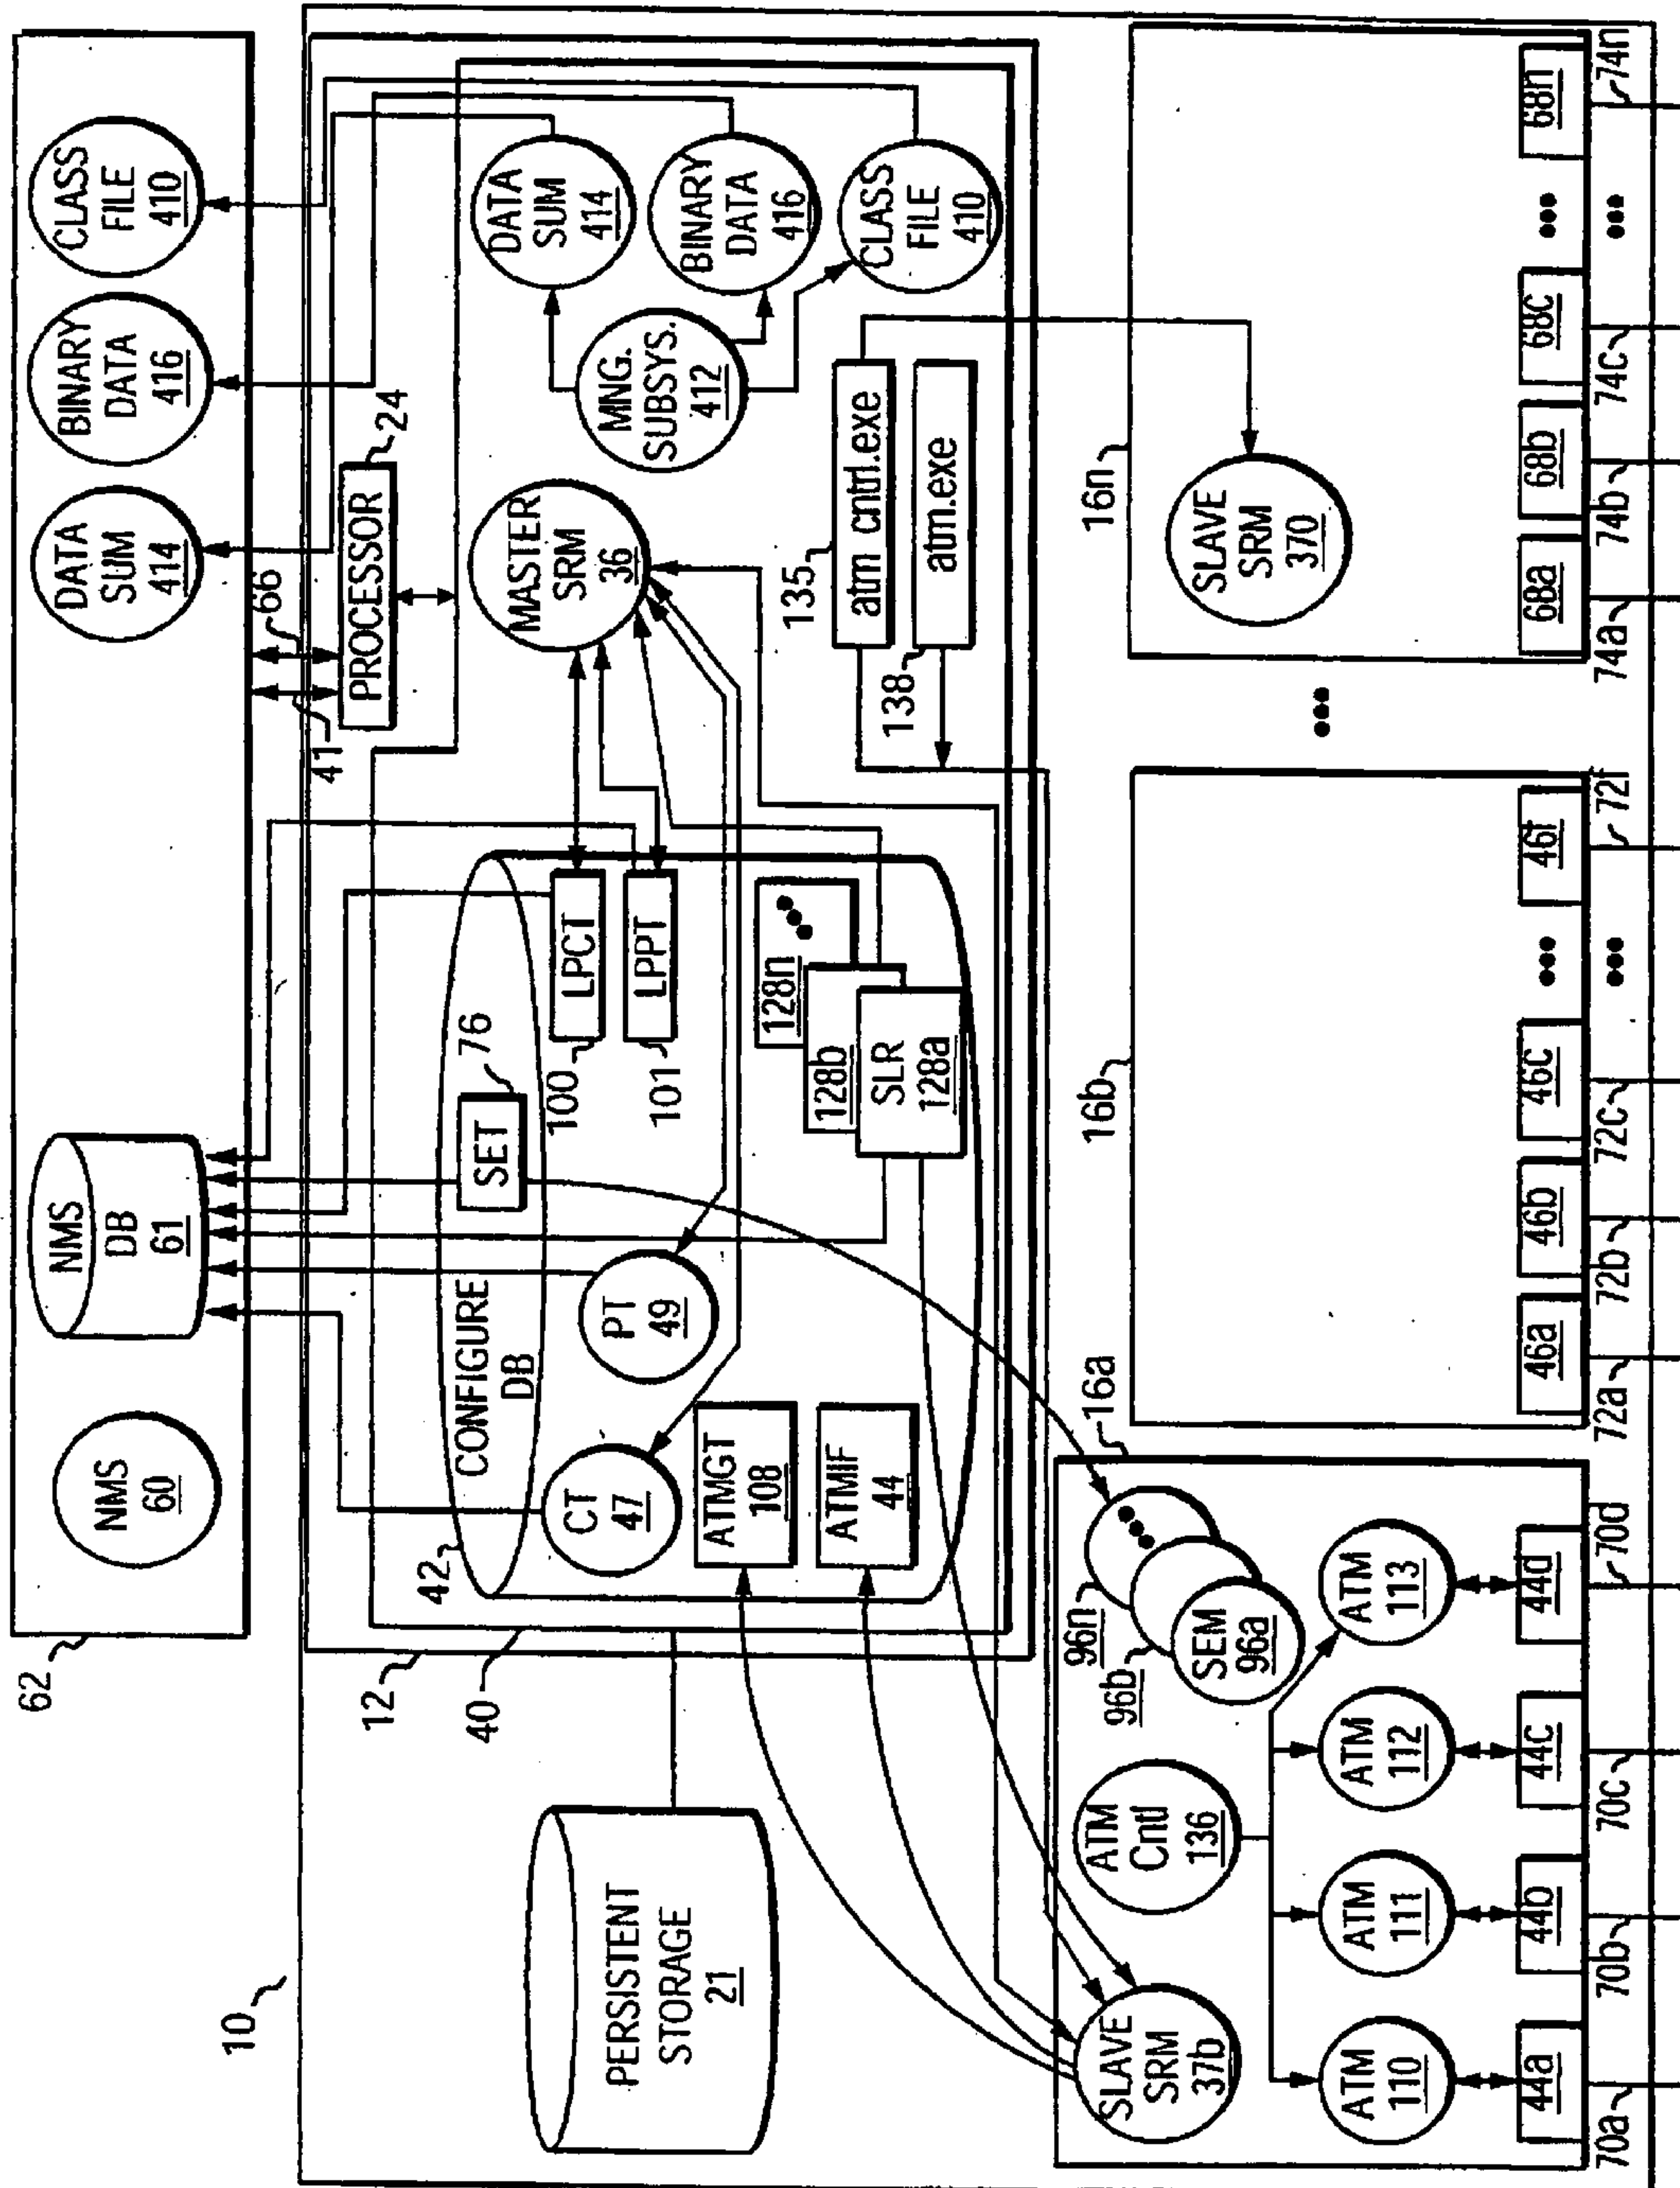 62
NMS
60
NMS
DB
61
DATA
SUM
414
BINARY
DATA
416
CLASS
FILE
410
10
12
40
42
41
66
PROCESSOR
24
PERSISTENT
STORAGE
21
CONFIGURE
DB
SET
76
CT
47
PT
49
LPCT
100
LPPT
101
ATMGT
108
ATMIF
44
128n
128b
SLR
128a
MASTER
SRM
36
MNG.
SUBSYS.
412
DATA
SUM
414
BINARY
DATA
416
CLASS
FILE
410
135
atm cntrl.exe
138
atm.exe
16a
SLAVE
SRM
37b
ATM
Cntl
136
96n
96b
SEM
96a
ATM
110
ATM
111
ATM
112
ATM
113
44a
44b
44c
44d
70a
70b
70c
70d
16b
46a
46b
46c
46f
72a
72b
72c
72f
16n
SLAVE
SRM
370
68a
68b
68c
68n
74a
74b
74c
74n